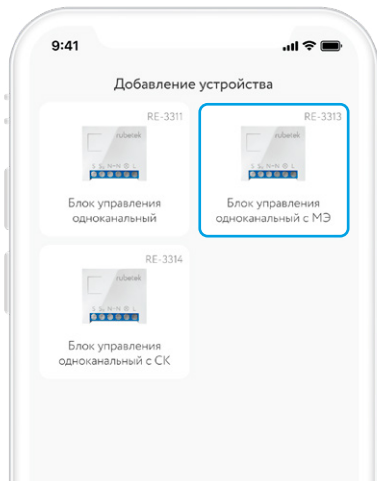 9:41
Добавление устройства
RE-3311
rubetek
Блок управления
одноканальный
RE-3313
rubetek
Блок управления
одноканальный с МЭ
RE-3314
rubetek
Блок управления
одноканальный с СК